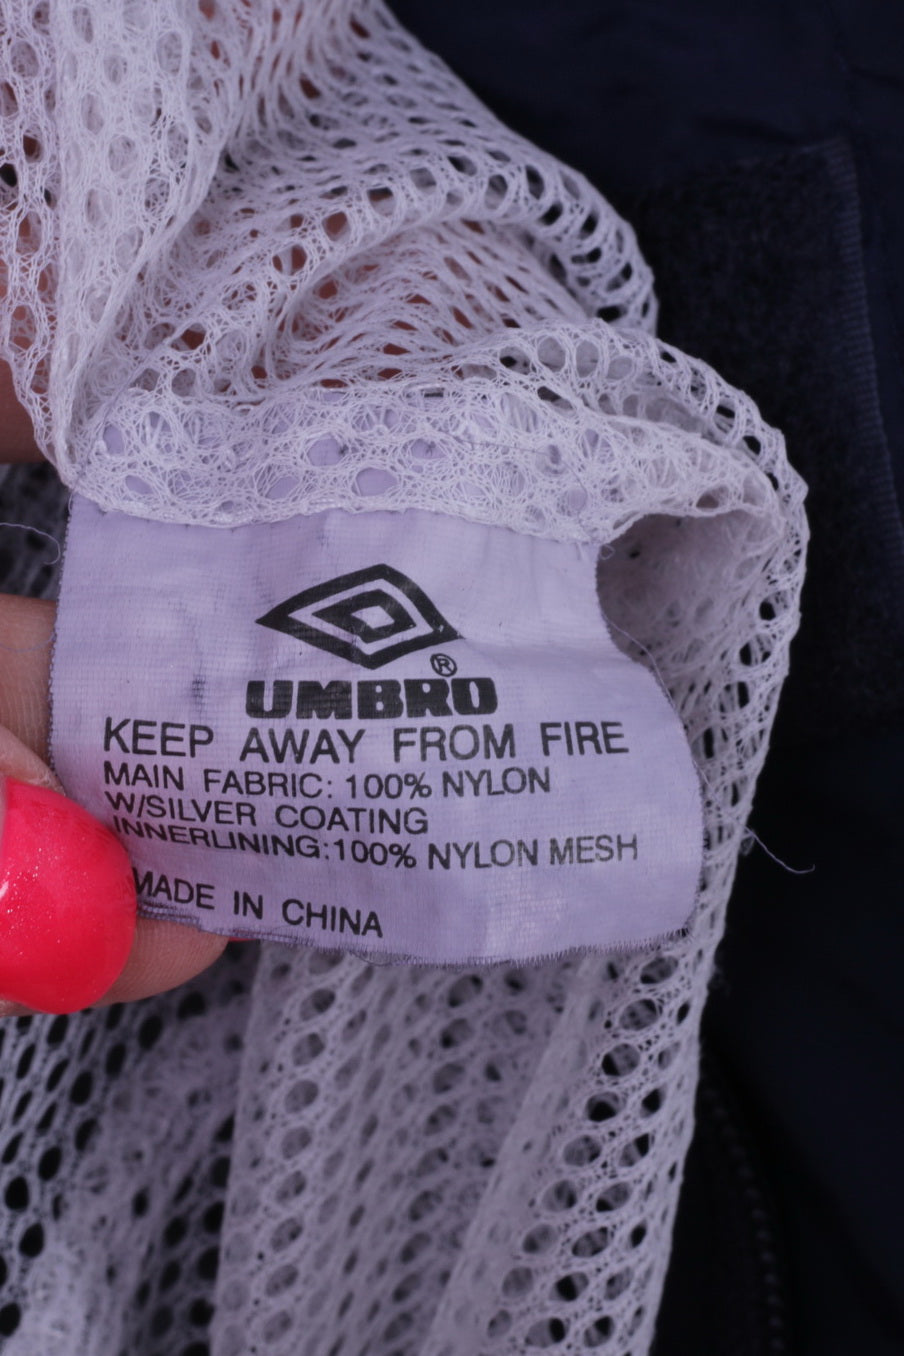 ®
UMBRO
KEEP AWAY FROM FIRE
MAIN FABRIC: 100% NYLON
W/SILVER COATING
INNERLINING:100% NYLON MESH
MADE IN CHINA